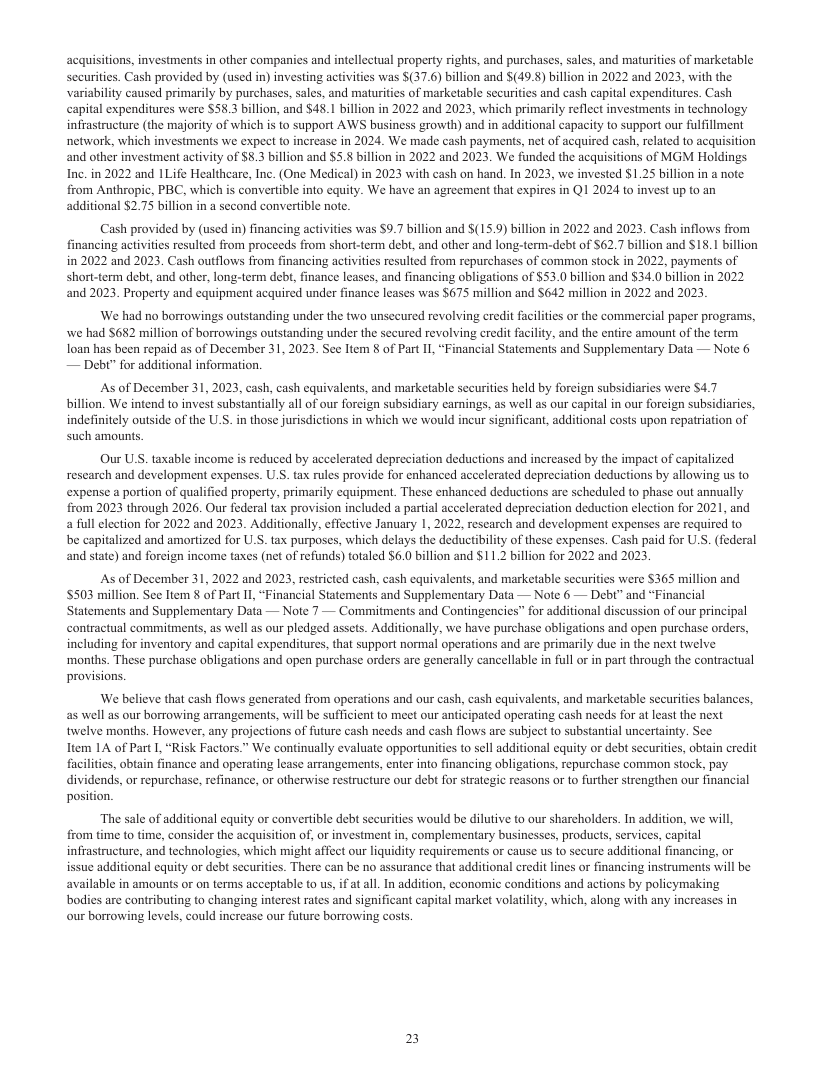 acquisitions, investments in other companies and intellectual property rights, and purchases, sales, and maturities of marketable
securities. Cash provided by (used in) investing activities was $(37.6) billion and $(49.8) billion in 2022 and 2023, with the
variability caused primarily by purchases, sales, and maturities of marketable securities and cash capital expenditures. Cash
capital expenditures were $58.3 billion, and $48.1 billion in 2022 and 2023, which primarily reflect investments in technology
infrastructure (the majority of which is to support AWS business growth) and in additional capacity to support our fulfillment
network, which investments we expect to increase in 2024. We made cash payments, net of acquired cash, related to acquisition
and other investment activity of $8.3 billion and $5.8 billion in 2022 and 2023. We funded the acquisitions of MGM Holdings
Inc. in 2022 and 1Life Healthcare, Inc. (One Medical) in 2023 with cash on hand. In 2023, we invested $1.25 billion in a note
from Anthropic, PBC, which is convertible into equity. We have an agreement that expires in Q1 2024 to invest up to an
additional $2.75 billion in a second convertible note.
Cash provided by (used in) financing activities was $9.7 billion and $(15.9) billion in 2022 and 2023. Cash inflows from
financing activities resulted from proceeds from short-term debt, and other and long-term-debt of $62.7 billion and $18.1 billion
in 2022 and 2023. Cash outflows from financing activities resulted from repurchases of common stock in 2022, payments of
short-term debt, and other, long-term debt, finance leases, and financing obligations of $53.0 billion and $34.0 billion in 2022
and 2023. Property and equipment acquired under finance leases was $675 million and $642 million in 2022 and 2023.
We had no borrowings outstanding under the two unsecured revolving credit facilities or the commercial paper programs,
we had $682 million of borrowings outstanding under the secured revolving credit facility, and the entire amount of the term
loan has been repaid as of December 31, 2023. See Item 8 of Part II, “Financial Statements and Supplementary Data — Note 6
— Debt” for additional information.
As of December 31, 2023, cash, cash equivalents, and marketable securities held by foreign subsidiaries were $4.7
billion. We intend to invest substantially all of our foreign subsidiary earnings, as well as our capital in our foreign subsidiaries,
indefinitely outside of the U.S. in those jurisdictions in which we would incur significant, additional costs upon repatriation of
such amounts.
Our U.S. taxable income is reduced by accelerated depreciation deductions and increased by the impact of capitalized
research and development expenses. U.S. tax rules provide for enhanced accelerated depreciation deductions by allowing us to
expense a portion of qualified property, primarily equipment. These enhanced deductions are scheduled to phase out annually
from 2023 through 2026. Our federal tax provision included a partial accelerated depreciation deduction election for 2021, and
a full election for 2022 and 2023. Additionally, effective January 1, 2022, research and development expenses are required to
be capitalized and amortized for U.S. tax purposes, which delays the deductibility of these expenses. Cash paid for U.S. (federal
and state) and foreign income taxes (net of refunds) totaled $6.0 billion and $11.2 billion for 2022 and 2023.
As of December 31, 2022 and 2023, restricted cash, cash equivalents, and marketable securities were $365 million and
$503 million. See Item 8 of Part II, “Financial Statements and Supplementary Data — Note 6 — Debt” and “Financial
Statements and Supplementary Data — Note 7 — Commitments and Contingencies” for additional discussion of our principal
contractual commitments, as well as our pledged assets. Additionally, we have purchase obligations and open purchase orders,
including for inventory and capital expenditures, that support normal operations and are primarily due in the next twelve
months. These purchase obligations and open purchase orders are generally cancellable in full or in part through the contractual
provisions.
We believe that cash flows generated from operations and our cash, cash equivalents, and marketable securities balances,
as well as our borrowing arrangements, will be sufficient to meet our anticipated operating cash needs for at least the next
twelve months. However, any projections of future cash needs and cash flows are subject to substantial uncertainty. See
Item 1A of Part I, “Risk Factors.” We continually evaluate opportunities to sell additional equity or debt securities, obtain credit
facilities, obtain finance and operating lease arrangements, enter into financing obligations, repurchase common stock, pay
dividends, or repurchase, refinance, or otherwise restructure our debt for strategic reasons or to further strengthen our financial
position.
The sale of additional equity or convertible debt securities would be dilutive to our shareholders. In addition, we will,
from time to time, consider the acquisition of, or investment in, complementary businesses, products, services, capital
infrastructure, and technologies, which might affect our liquidity requirements or cause us to secure additional financing, or
issue additional equity or debt securities. There can be no assurance that additional credit lines or financing instruments will be
available in amounts or on terms acceptable to us, if at all. In addition, economic conditions and actions by policymaking
bodies are contributing to changing interest rates and significant capital market volatility, which, along with any increases in
our borrowing levels, could increase our future borrowing costs.
23